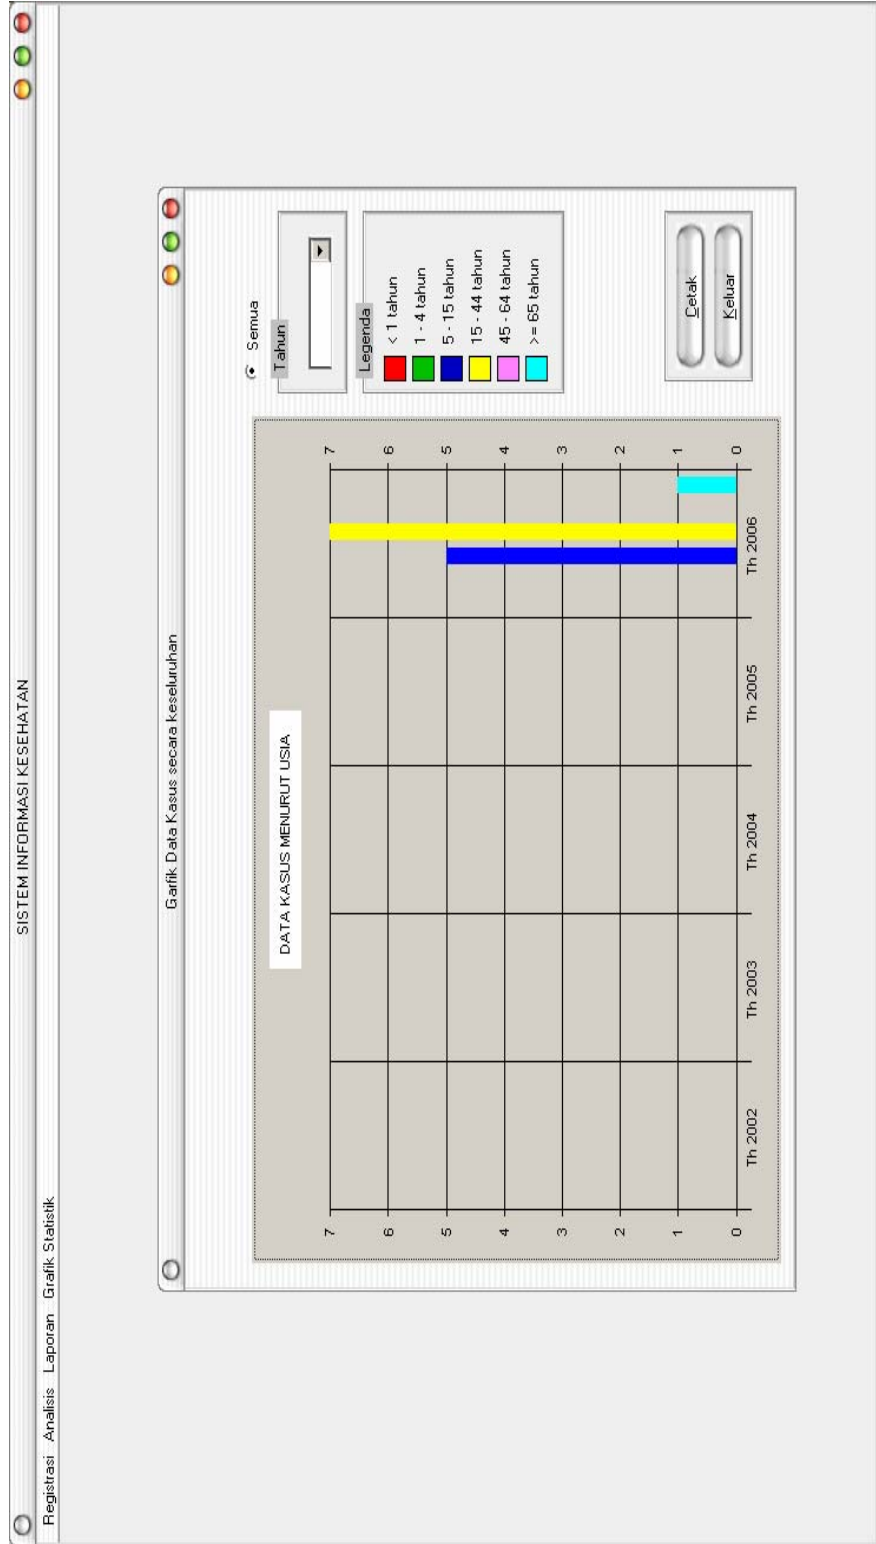 SISTEM INFORMASI KESEHATAN
Registrasi Analisis Laporan Grafik Statistik
Garfik Data Kasus secara keseluruhan
DATA KASUS MENURUT USIA
7 7
6 6
5 5
4 4
3 3
2 2
1 1
0 0
Th 2002 Th 2003 Th 2004 Th 2005 Th 2006
Semua
Tahun
Legenda
< 1 tahun
1 - 4 tahun
5 - 15 tahun
15 - 44 tahun
45 - 64 tahun
>= 65 tahun
Cetak
Keluar